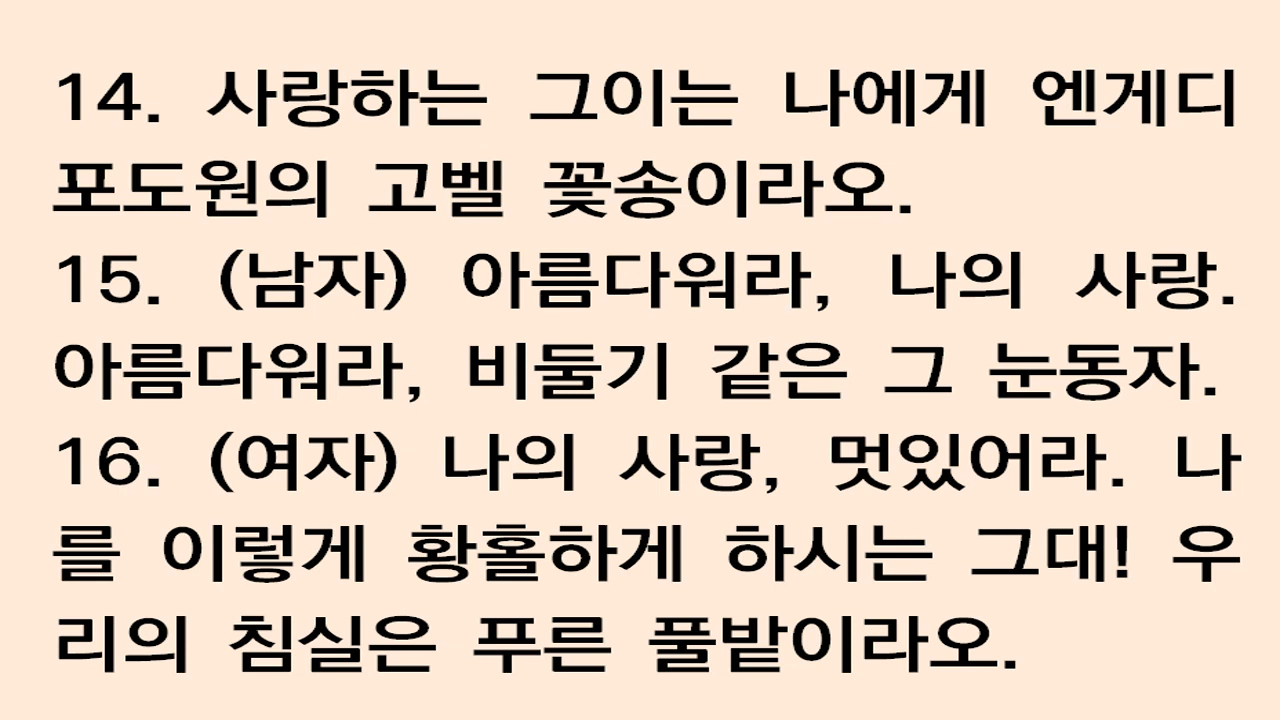 14. 사랑하는 그이는 나에게 엔게디
포도원의 고벨 꽃송이라오.
15. (남자) 아름다워라, 나의 사랑.
아름다워라, 비둘기 같은 그 눈동자.
16. (여자) 나의 사랑, 멋있어라. 나
를 이렇게 황홀하게 하시는 그대! 우
리의 침실은 푸른 풀밭이라오.